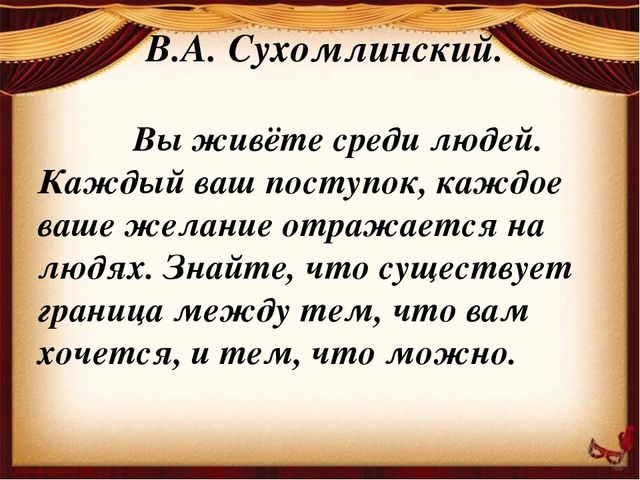 В.А. Сухомлинский.
Вы живёте среди людей.
Каждый ваш поступок, каждое
ваше желание отражается на
людях. Знайте, что существует
граница между тем, что вам
хочется, и тем, что можно.